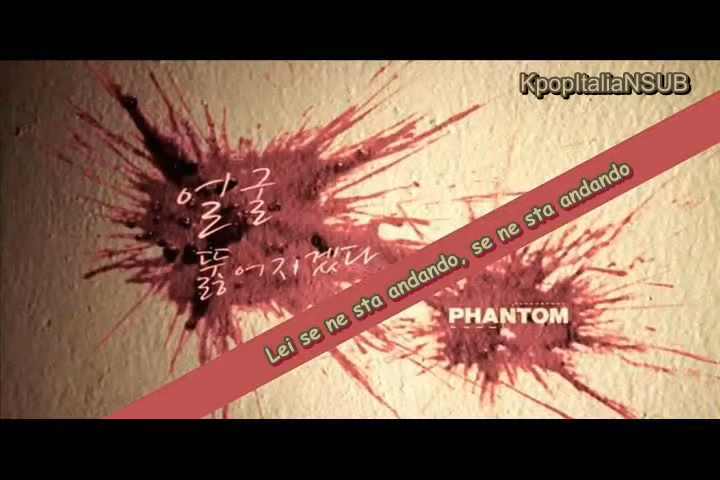 KpopItaliaNSUB
얼굴
뚫어지겠다
Lei se ne sta andando, se ne sta andando
PHANTOM